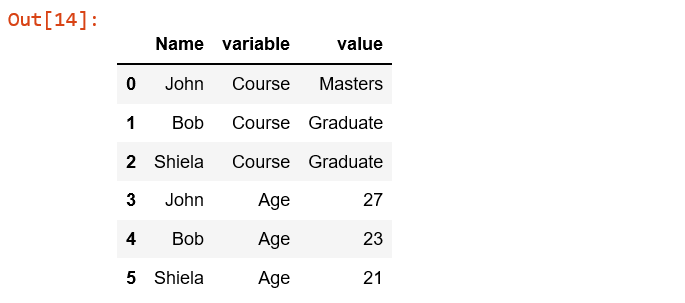 Out[14]:
Name variable value
0 John Course Masters
1 Bob Course Graduate
2 Shiela Course Graduate
3 John Age 27
4 Bob Age 23
5 Shiela Age 21